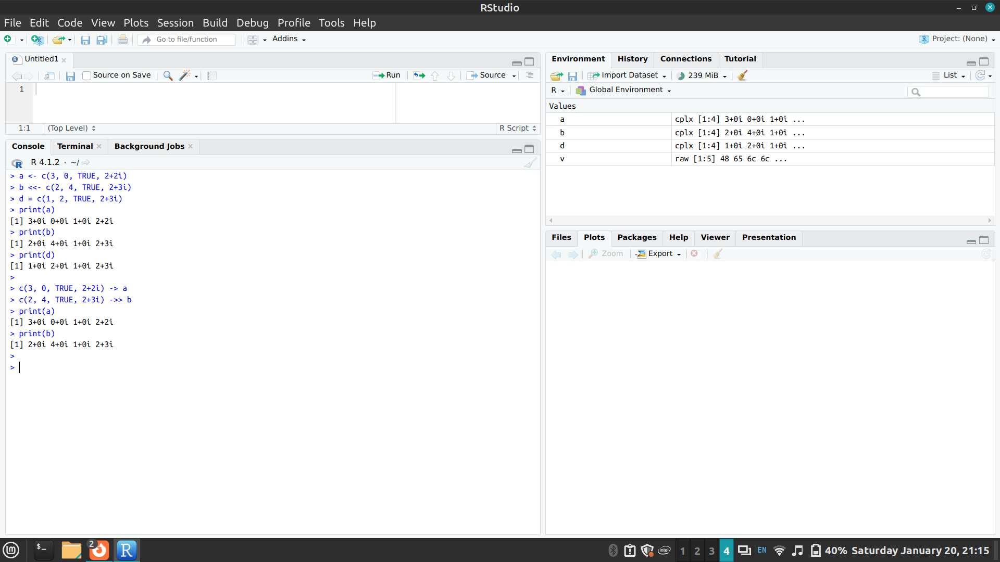 RStudio
File Edit Code View Plots Session Build Debug Profile Tools Help
Go to file/function
Addins
Project: (None)
Untitled1
Source on Save
Run
Source
1
1:1
(Top Level)
R Script
Console
Terminal
Background Jobs
R 4.1.2 · ~/
> a <- c(3, 0, TRUE, 2+2i)
> b <<- c(2, 4, TRUE, 2+3i)
> d = c(1, 2, TRUE, 2+3i)
> print(a)
[1] 3+0i 0+0i 1+0i 2+2i
> print(b)
[1] 2+0i 4+0i 1+0i 2+3i
> print(d)
[1] 1+0i 2+0i 1+0i 2+3i
>
> c(3, 0, TRUE, 2+2i) -> a
> c(2, 4, TRUE, 2+3i) ->> b
> print(a)
[1] 3+0i 0+0i 1+0i 2+2i
> print(b)
[1] 2+0i 4+0i 1+0i 2+3i
>
>
Environment History Connections Tutorial
Import Dataset
239 MiB
List
R
Global Environment
Values
a cplx [1:4] 3+0i 0+0i 1+0i ...
b cplx [1:4] 2+0i 4+0i 1+0i ...
d cplx [1:4] 1+0i 2+0i 1+0i ...
v raw [1:5] 48 65 6c 6c ...
Files Plots Packages Help Viewer Presentation
Zoom
Export
$_
2
R
intel
1 2 3 4
EN
40% Saturday January 20, 21:15